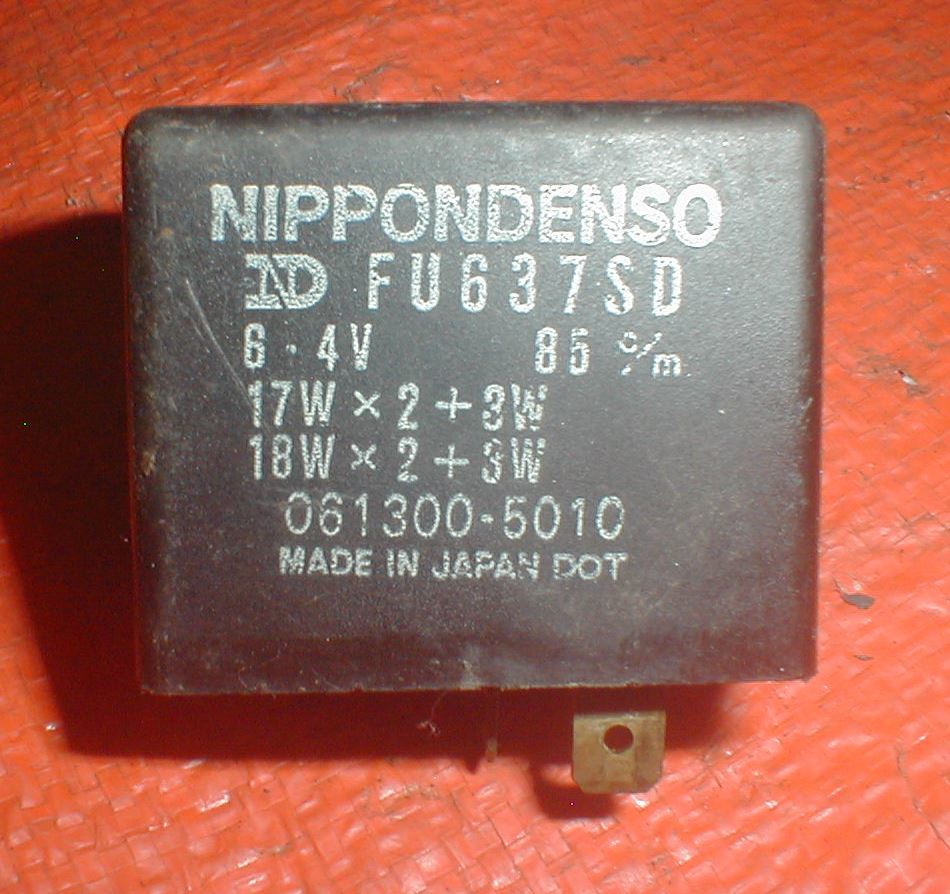 NIPPONDENSO
ND FU637SD
6.4V 85 c/m
17W × 2 + 3W
18W × 2 + 3W
061300-5010
MADE IN JAPAN DOT